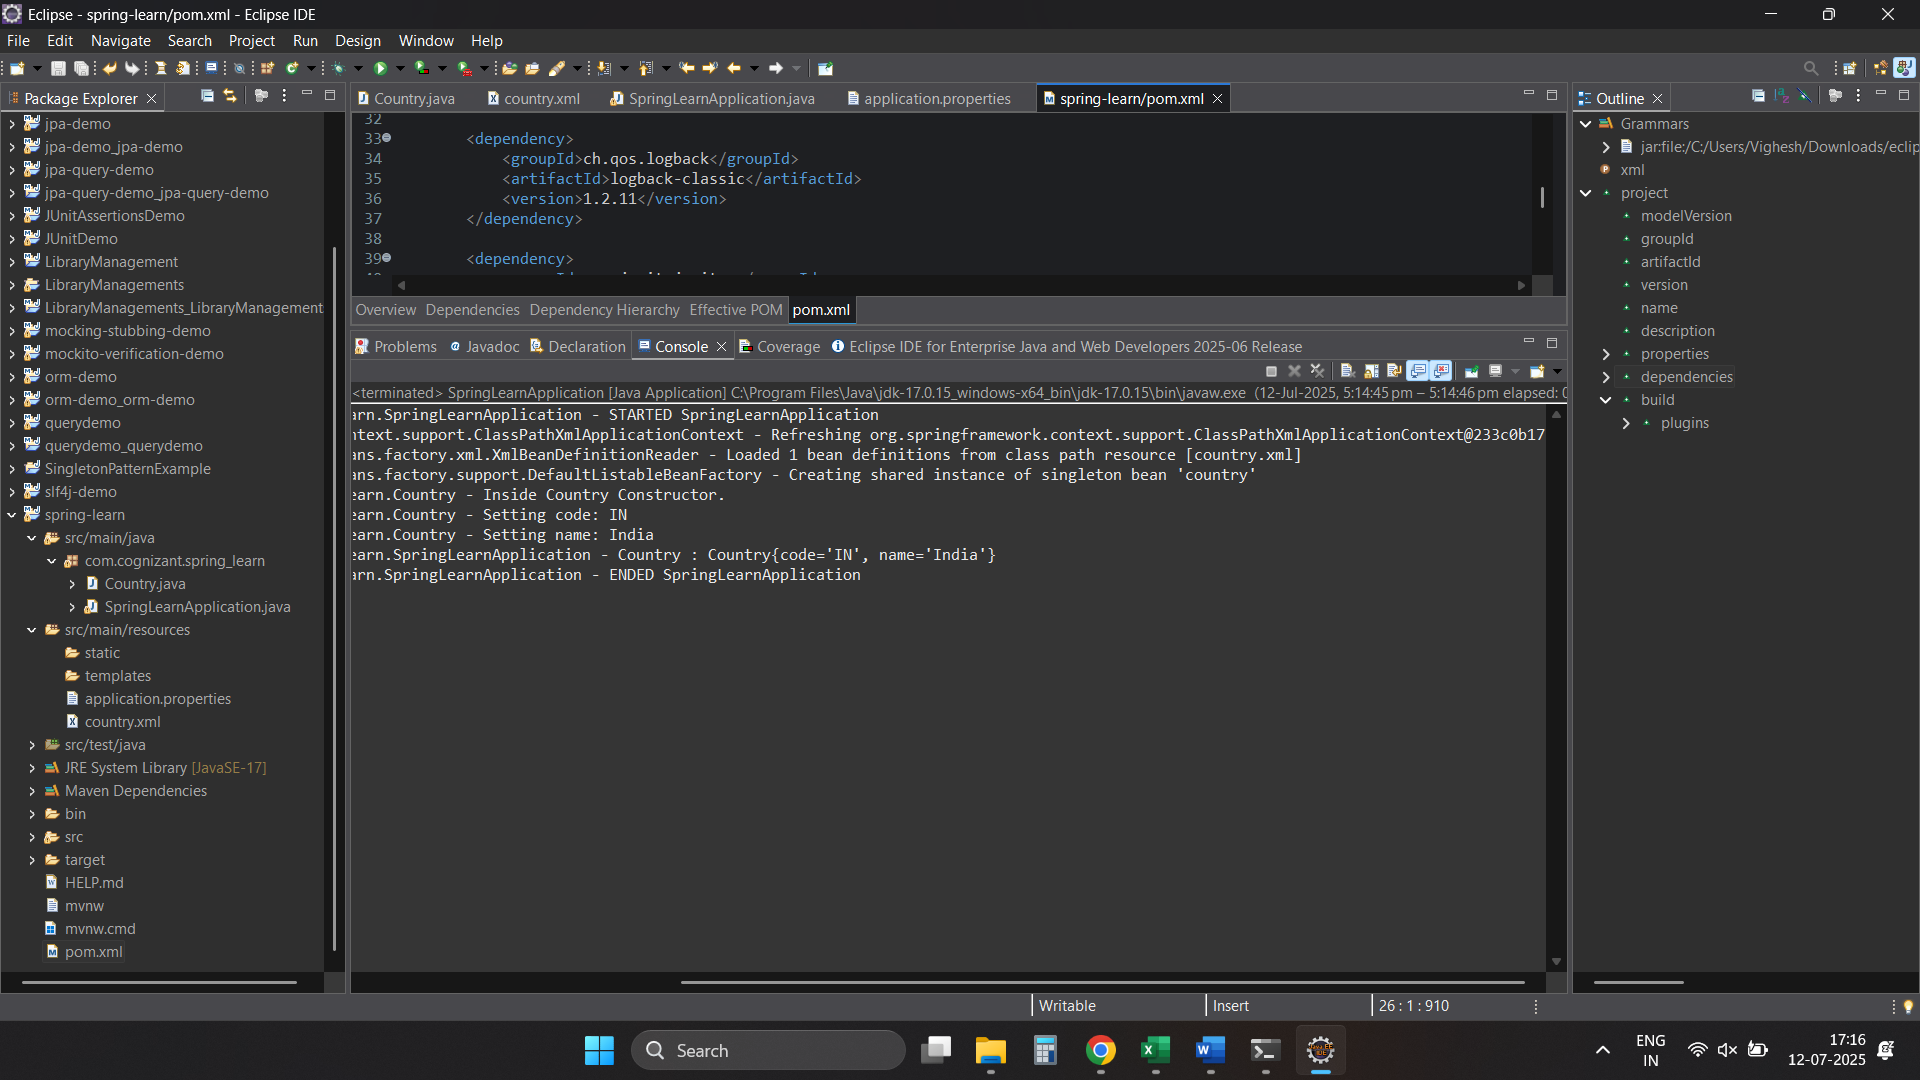 Eclipse - spring-learn/pom.xml - Eclipse IDE
File Edit Navigate Search Project Run Design Window Help
Package Explorer
jpa-demo
jpa-demo_jpa-demo
jpa-query-demo
jpa-query-demo_jpa-query-demo
JUnitAssertionsDemo
JUnitDemo
LibraryManagement
LibraryManagements
LibraryManagements_LibraryManagement
mocking-stubbing-demo
mockito-verification-demo
orm-demo
orm-demo_orm-demo
querydemo
querydemo_querydemo
SingletonPatternExample
slf4j-demo
spring-learn
src/main/java
com.cognizant.spring_learn
Country.java
SpringLearnApplication.java
src/main/resources
static
templates
application.properties
country.xml
src/test/java
JRE System Library [JavaSE-17]
Maven Dependencies
bin
src
target
HELP.md
mvnw
mvnw.cmd
pom.xml
Country.java country.xml SpringLearnApplication.java application.properties spring-learn/pom.xml
32
33 <dependency>
34 <groupId>ch.qos.logback</groupId>
35 <artifactId>logback-classic</artifactId>
36 <version>1.2.11</version>
37 </dependency>
38
39 <dependency>
Overview Dependencies Dependency Hierarchy Effective POM pom.xml
Problems Javadoc Declaration Console Coverage Eclipse IDE for Enterprise Java and Web Developers 2025-06 Release
<terminated> SpringLearnApplication [Java Application] C:\Program Files\Java\jdk-17.0.15_windows-x64_bin\jdk-17.0.15\bin\javaw.exe (12-Jul-2025, 5:14:45 pm – 5:14:46 pm elapsed: 0
arn.SpringLearnApplication - STARTED SpringLearnApplication
ntext.support.ClassPathXmlApplicationContext - Refreshing org.springframework.context.support.ClassPathXmlApplicationContext@233c0b17
ans.factory.xml.XmlBeanDefinitionReader - Loaded 1 bean definitions from class path resource [country.xml]
ans.factory.support.DefaultListableBeanFactory - Creating shared instance of singleton bean 'country'
earn.Country - Inside Country Constructor.
earn.Country - Setting code: IN
earn.Country - Setting name: India
earn.SpringLearnApplication - Country : Country{code='IN', name='India'}
arn.SpringLearnApplication - ENDED SpringLearnApplication
Outline
Grammars
jar:file:/C:/Users/Vighesh/Downloads/eclip
xml
project
modelVersion
groupId
artifactId
version
name
description
properties
dependencies
build
plugins
Writable Insert 26 : 1 : 910
Search
ENG
IN
17:16
12-07-2025